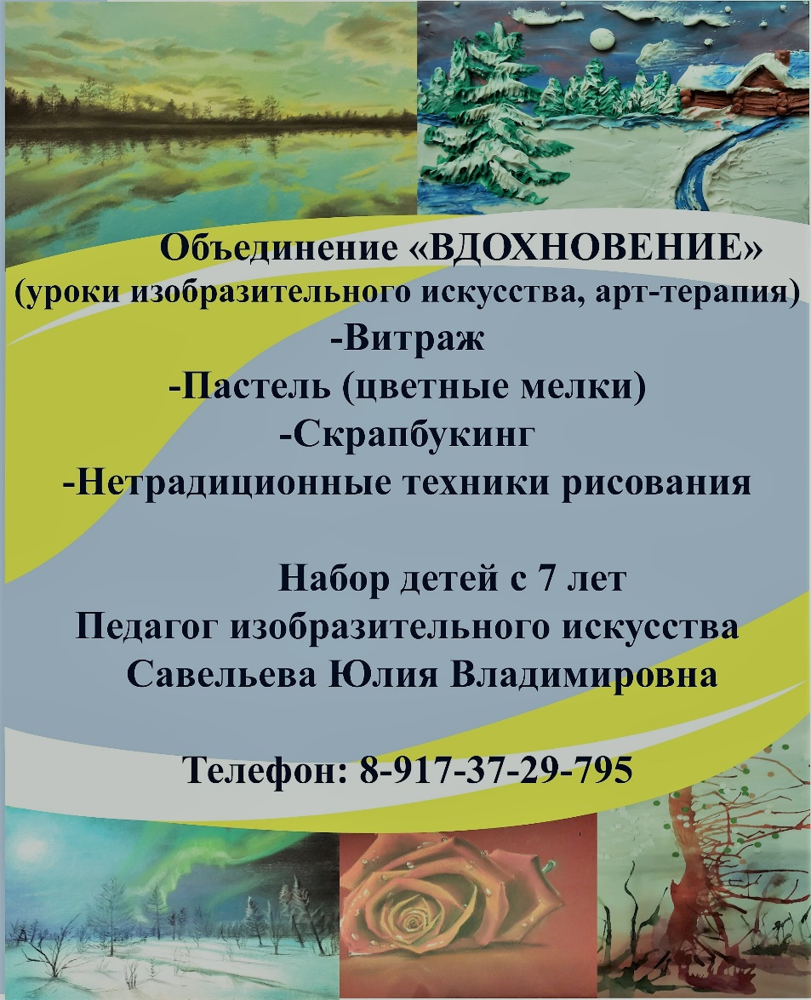 Объединение «ВДОХНОВЕНИЕ»
(уроки изобразительного искусства, арт-терапия)
-Витраж
-Пастель (цветные мелки)
-Скрапбукинг
-Нетрадиционные техники рисования
Набор детей с 7 лет
Педагог изобразительного искусства
Савельева Юлия Владимировна
Телефон: 8-917-37-29-795